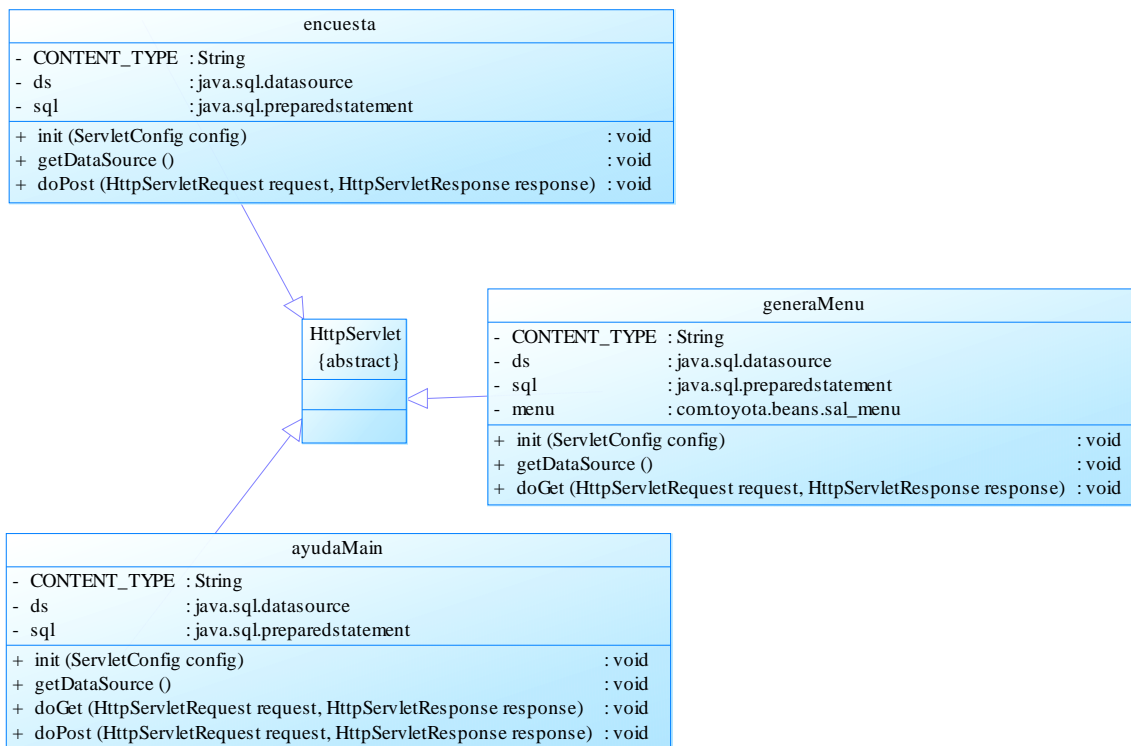 encuesta
- CONTENT_TYPE : String
- ds : java.sql.datasource
- sql : java.sql.preparedstatement
+ init (ServletConfig config) : void
+ getDataSource () : void
+ doPost (HttpServletRequest request, HttpServletResponse response) : void
HttpServlet
{abstract}
generaMenu
- CONTENT_TYPE : String
- ds : java.sql.datasource
- sql : java.sql.preparedstatement
- menu : com.toyota.beans.sal_menu
+ init (ServletConfig config) : void
+ getDataSource () : void
+ doGet (HttpServletRequest request, HttpServletResponse response) : void
ayudaMain
- CONTENT_TYPE : String
- ds : java.sql.datasource
- sql : java.sql.preparedstatement
+ init (ServletConfig config) : void
+ getDataSource () : void
+ doGet (HttpServletRequest request, HttpServletResponse response) : void
+ doPost (HttpServletRequest request, HttpServletResponse response) : void